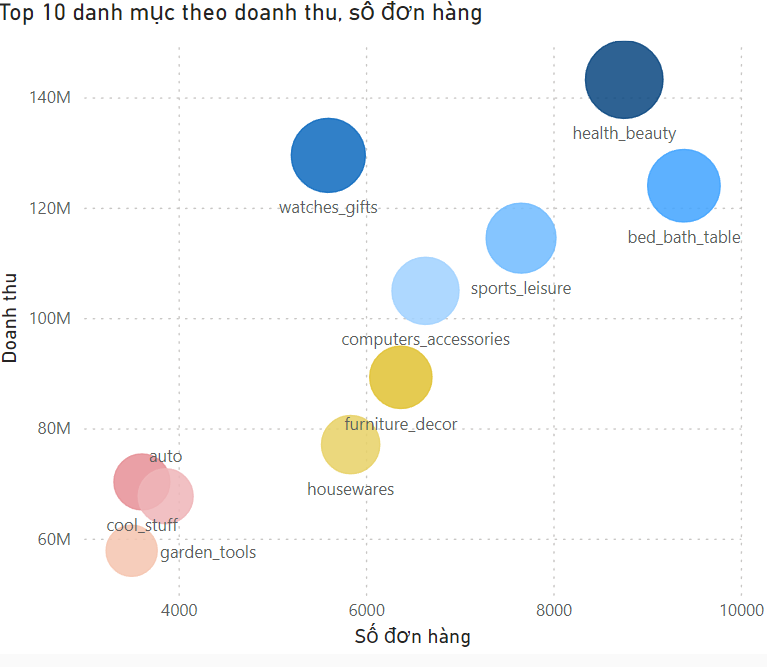 Top 10 danh mục theo doanh thu, số đơn hàng
140M
health_beauty
watches_gifts
120M
bed_bath_table
sports_leisure
Doanh thu
100M
computers_accessories
80M
furniture_decor
auto
housewares
cool_stuff
60M
garden_tools
4000
6000
8000
10000
Số đơn hàng